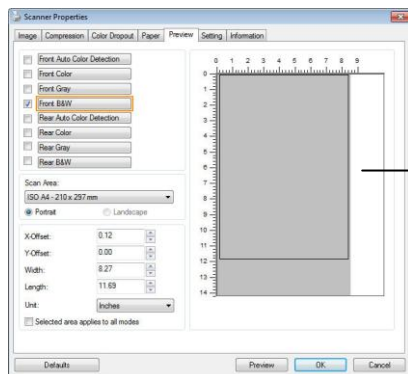 Scanner Properties
Image Compression Color Dropout Paper Preview Setting Information
Front Auto Color Detection
Front Color
Front Gray
Front B&W
Rear Auto Color Detection
Rear Color
Rear Gray
Rear B&W
Scan Area:
ISO A4 - 210 x 297 mm
Portrait Landscape
X-Offset: 0.12
Y-Offset: 0.00
Width: 8.27
Length: 11.69
Unit: Inches
Selected area applies to all modes
0 1 2 3 4 5 6 7 8 9
0
1
2
3
4
5
6
7
8
9
10
11
12
13
14
Defaults Preview OK Cancel